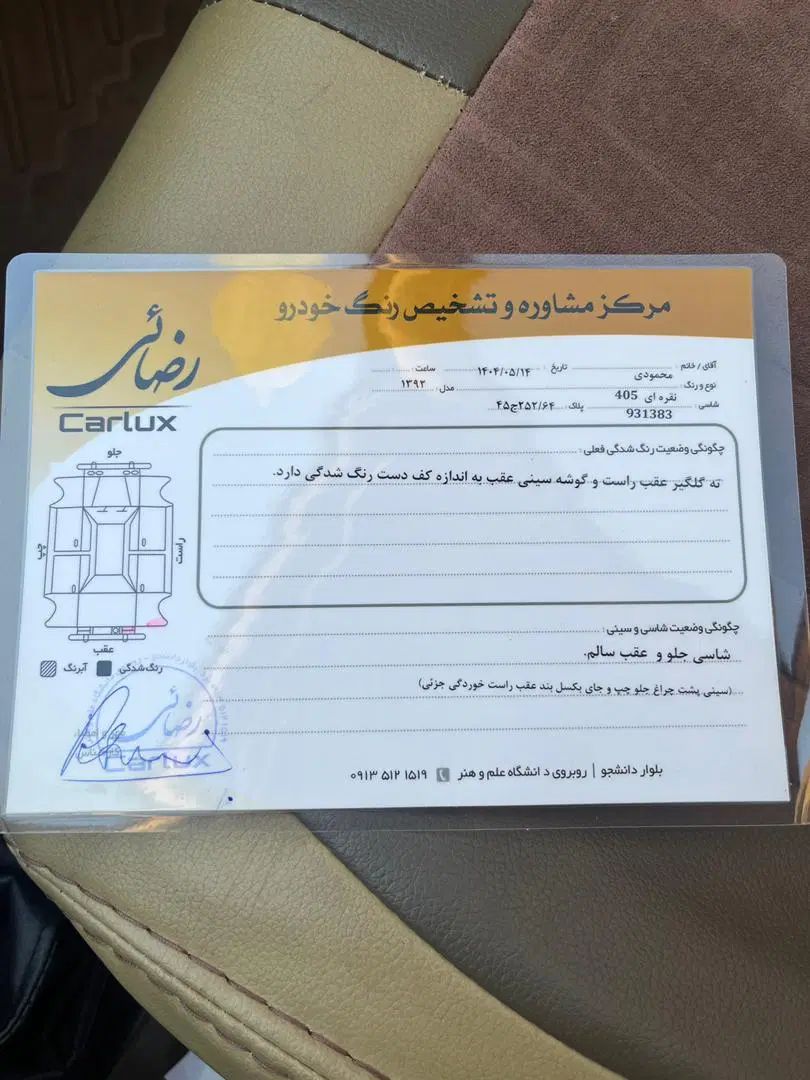 مرکز مشاوره و تشخیص رنگ خودرو
رضائی
Carlux
آقای / خانم : محمودی تاریخ : ۱۴۰۴/۰۵/۱۴ ساعت :
نوع و رنگ : نقره ای 405 مدل : ۱۳۹۲
شاسی : 931383 پلاک : ۴۵ج۲۵۲/۶۴
چگونگی وضعیت رنگ شدگی فعلی :
ته گلگیر عقب راست و گوشه سینی عقب به اندازه کف دست رنگ شدگی دارد.
جلو
چپ
راست
عقب
رنگ شدگی
آبرنگ
چگونگی وضعیت شاسی و سینی :
شاسی جلو و عقب سالم.
(سینی پشت چراغ جلو چپ و جای بکسل بند عقب راست خوردگی جزئی)
رضائی
Carlux
بلوار دانشجو | روبروی دانشگاه علم و هنر ۰۹۱۳ ۵۱۲ ۱۵۱۹